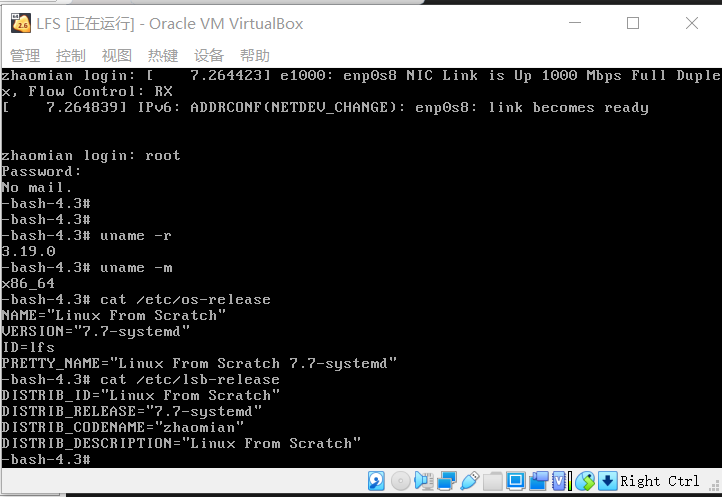 LFS [正在运行] - Oracle VM VirtualBox
管理 控制 视图 热键 设备 帮助
zhaomian login: [    7.264423] e1000: enp0s8 NIC Link is Up 1000 Mbps Full Duple
x, Flow Control: RX
[    7.264839] IPv6: ADDRCONF(NETDEV_CHANGE): enp0s8: link becomes ready
zhaomian login: root
Password:
No mail.
-bash-4.3#
-bash-4.3#
-bash-4.3# uname -r
3.19.0
-bash-4.3# uname -m
x86_64
-bash-4.3# cat /etc/os-release
NAME="Linux From Scratch"
VERSION="7.7-systemd"
ID=lfs
PRETTY_NAME="Linux From Scratch 7.7-systemd"
-bash-4.3# cat /etc/lsb-release
DISTRIB_ID="Linux From Scratch"
DISTRIB_RELEASE="7.7-systemd"
DISTRIB_CODENAME="zhaomian"
DISTRIB_DESCRIPTION="Linux From Scratch"
-bash-4.3#
Right Ctrl